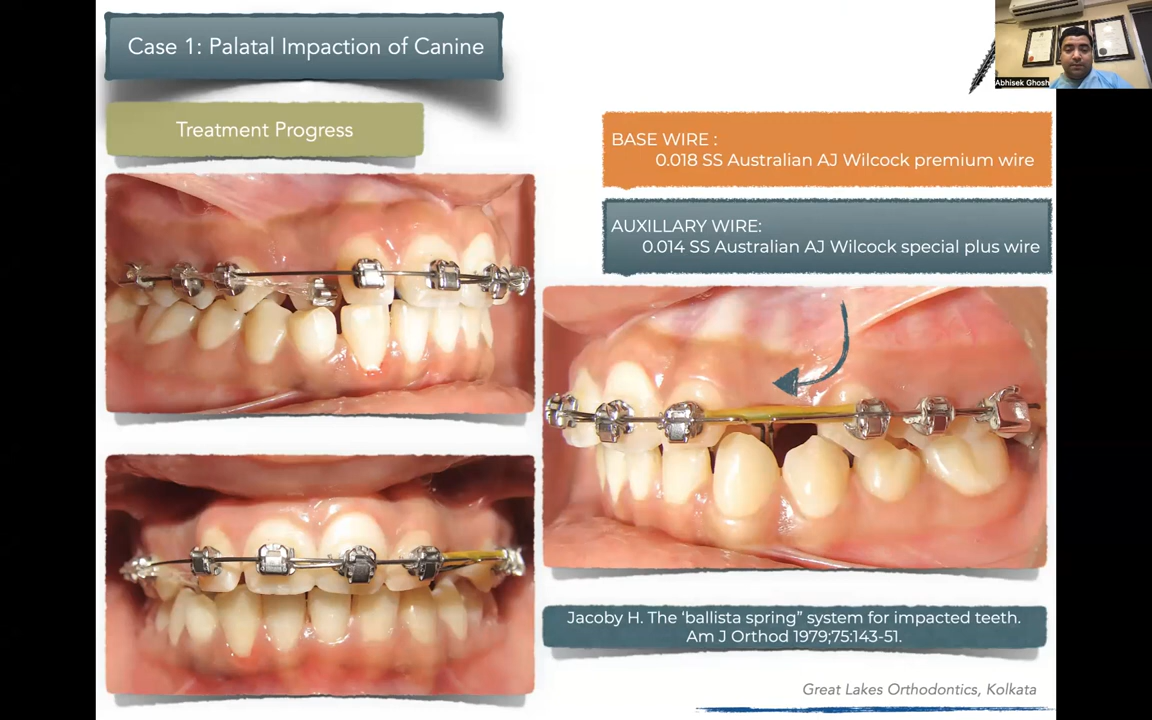 Case 1: Palatal Impaction of Canine
Abhisek Ghosh
Treatment Progress
BASE WIRE :
0.018 SS Australian AJ Wilcock premium wire
AUXILLARY WIRE:
0.014 SS Australian AJ Wilcock special plus wire
Jacoby H. The ‘ballista spring” system for impacted teeth.
Am J Orthod 1979;75:143-51.
Great Lakes Orthodontics, Kolkata